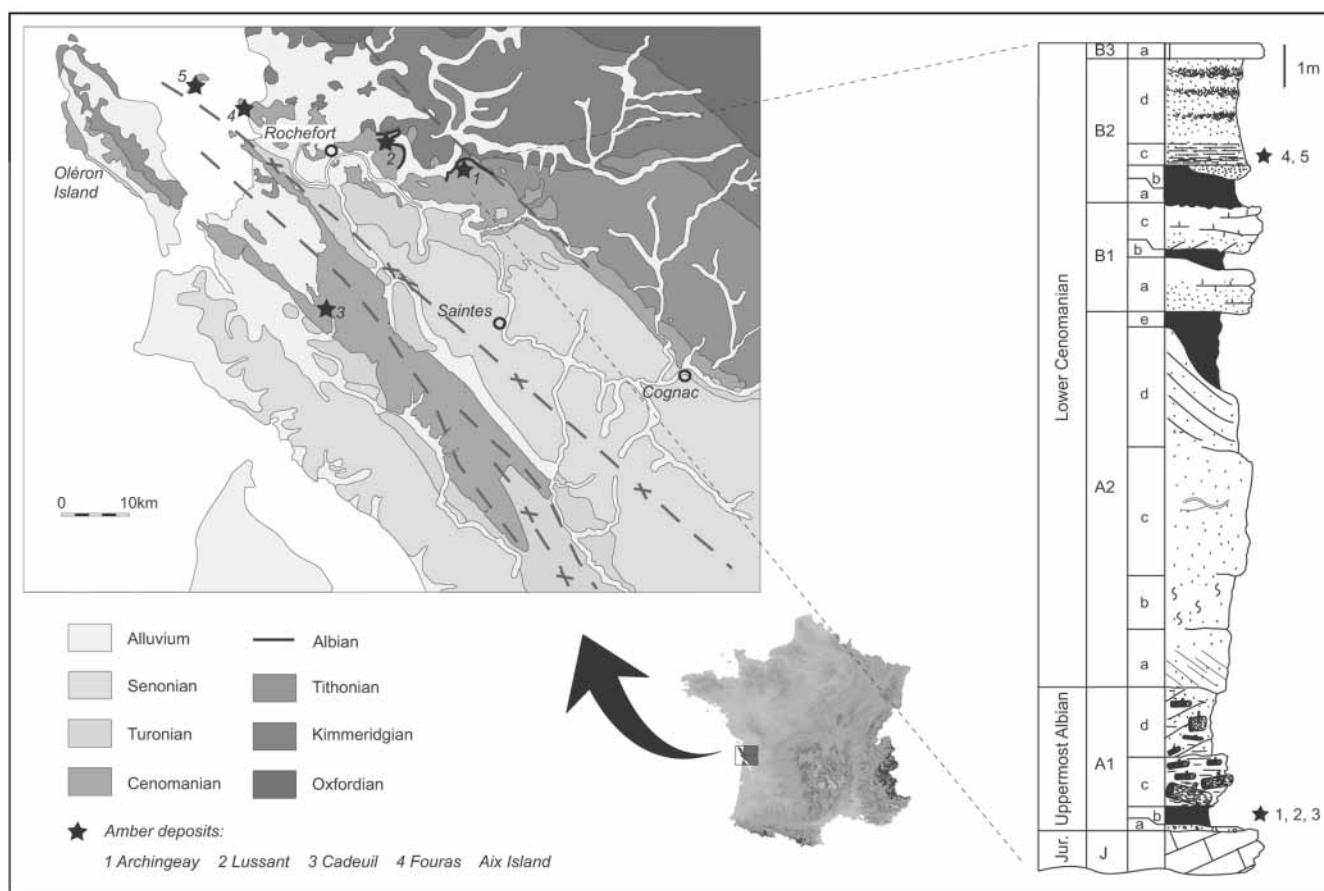 5
4
Rochefort
2
1
Oléron
Island
3
Saintes
Cognac
0 10km
Alluvium
Senonian
Turonian
Cenomanian
Albian
Tithonian
Kimmeridgian
Oxfordian
Amber deposits:
1 Archingeay 2 Lussant 3 Cadeuil 4 Fouras Aix Island
B3 a
1m
d
B2
c
4, 5
b
a
c
B1
b
a
Lower Cenomanian
e
d
A2
c
b
a
Uppermost Albian
d
A1
c
b
1, 2, 3
a
Jur. J